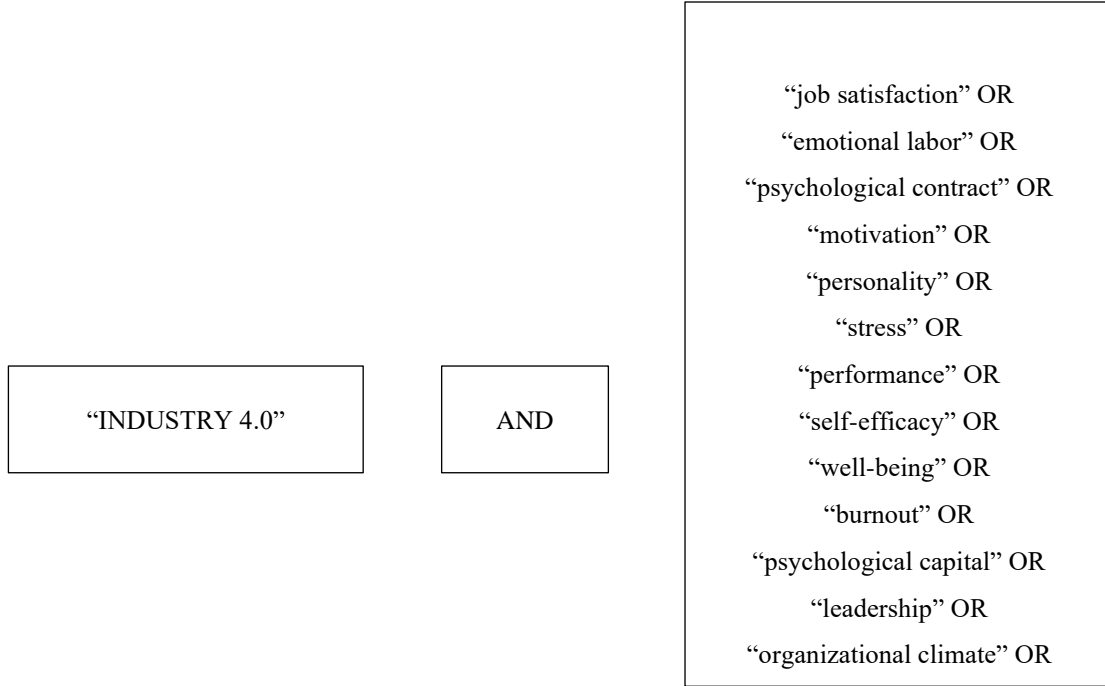 “INDUSTRY 4.0”
AND
“job satisfaction” OR
“emotional labor” OR
“psychological contract” OR
“motivation” OR
“personality” OR
“stress” OR
“performance” OR
“self-efficacy” OR
“well-being” OR
“burnout” OR
“psychological capital” OR
“leadership” OR
“organizational climate” OR